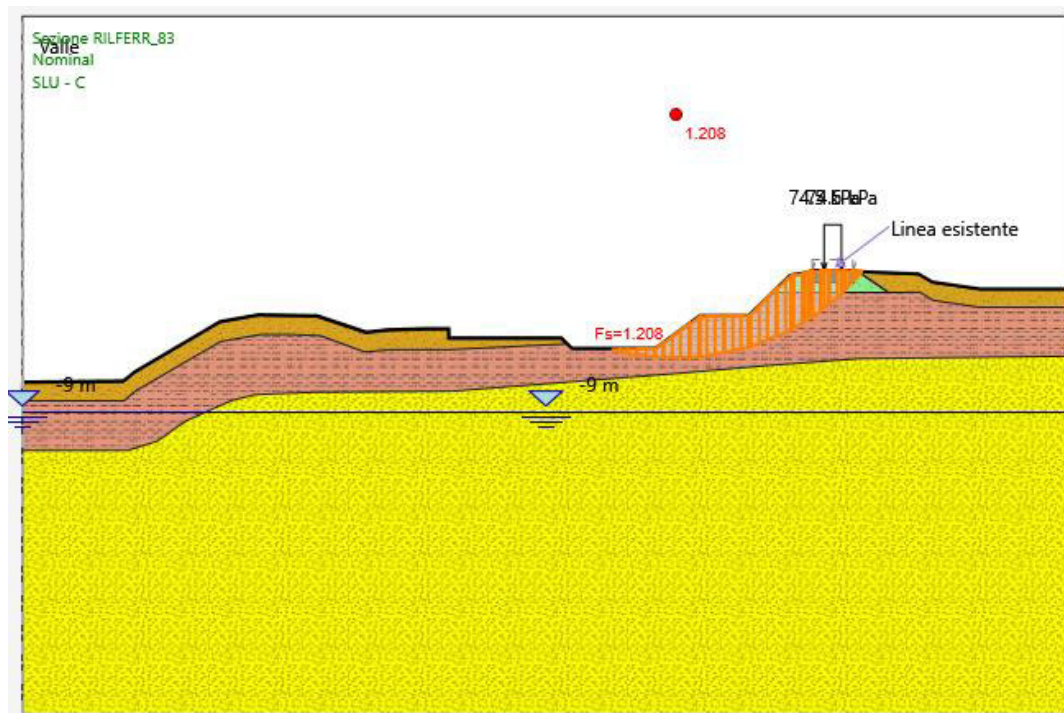 Sezione RILFERR_83
Valle
Nominal
SLU - C
1.208
Linea esistente
Fs=1.208
-9 m
-9 m